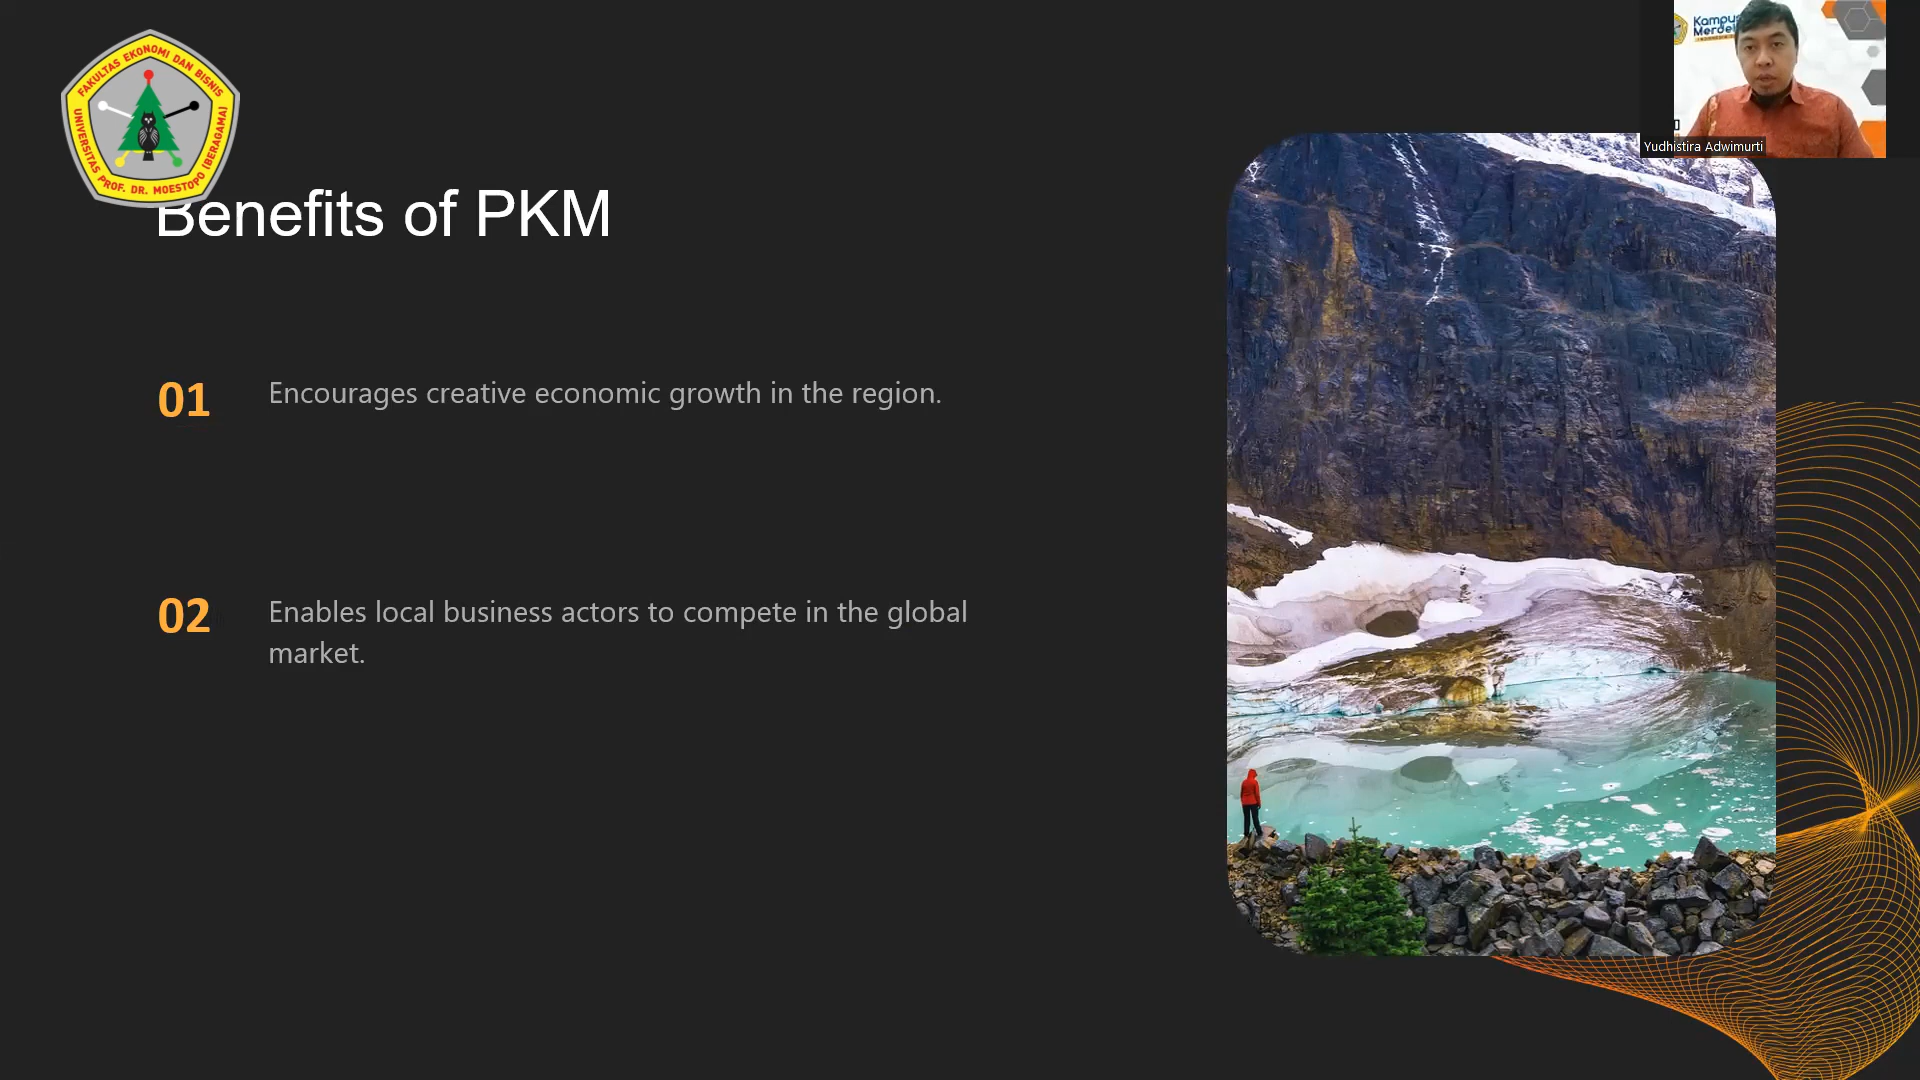 FAKULTAS EKONOMI DAN BISNIS
UNIVERSITAS PROF. DR. MOESTOPO (BERAGAMA)
Kampus
Yudhistira Adwimurti
Benefits of PKM
01 Encourages creative economic growth in the region.
02 Enables local business actors to compete in the global
market.